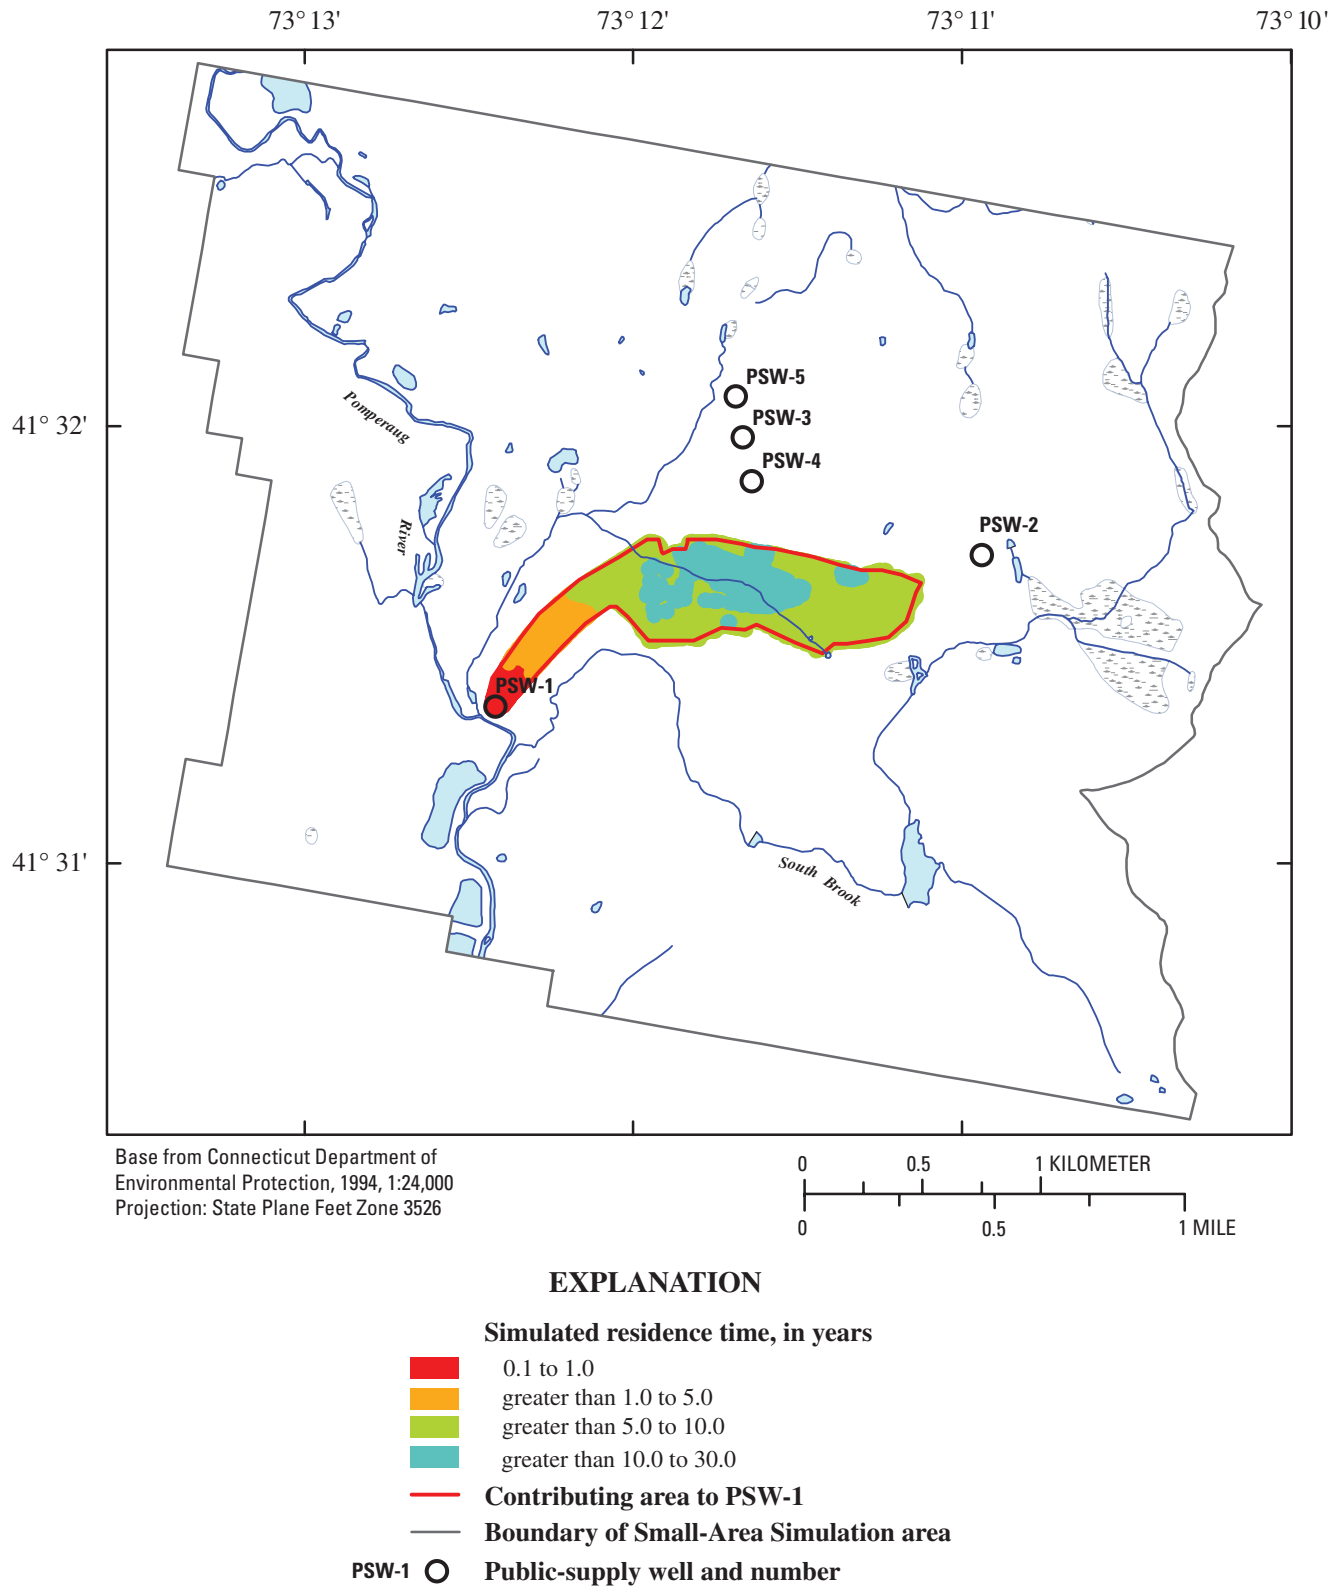 73° 13'
73° 12'
73° 11'
73° 10'
PSW-5
PSW-3
Pomperaug
41° 32'
PSW-4
River
PSW-2
PSW-1
41° 31'
South Brook
Base from Connecticut Department of
Environmental Protection, 1994, 1:24,000
Projection: State Plane Feet Zone 3526
0 0.5 1 KILOMETER
0 0.5 1 MILE
EXPLANATION
Simulated residence time, in years
0.1 to 1.0
greater than 1.0 to 5.0
greater than 5.0 to 10.0
greater than 10.0 to 30.0
Contributing area to PSW-1
Boundary of Small-Area Simulation area
PSW-1 Public-supply well and number